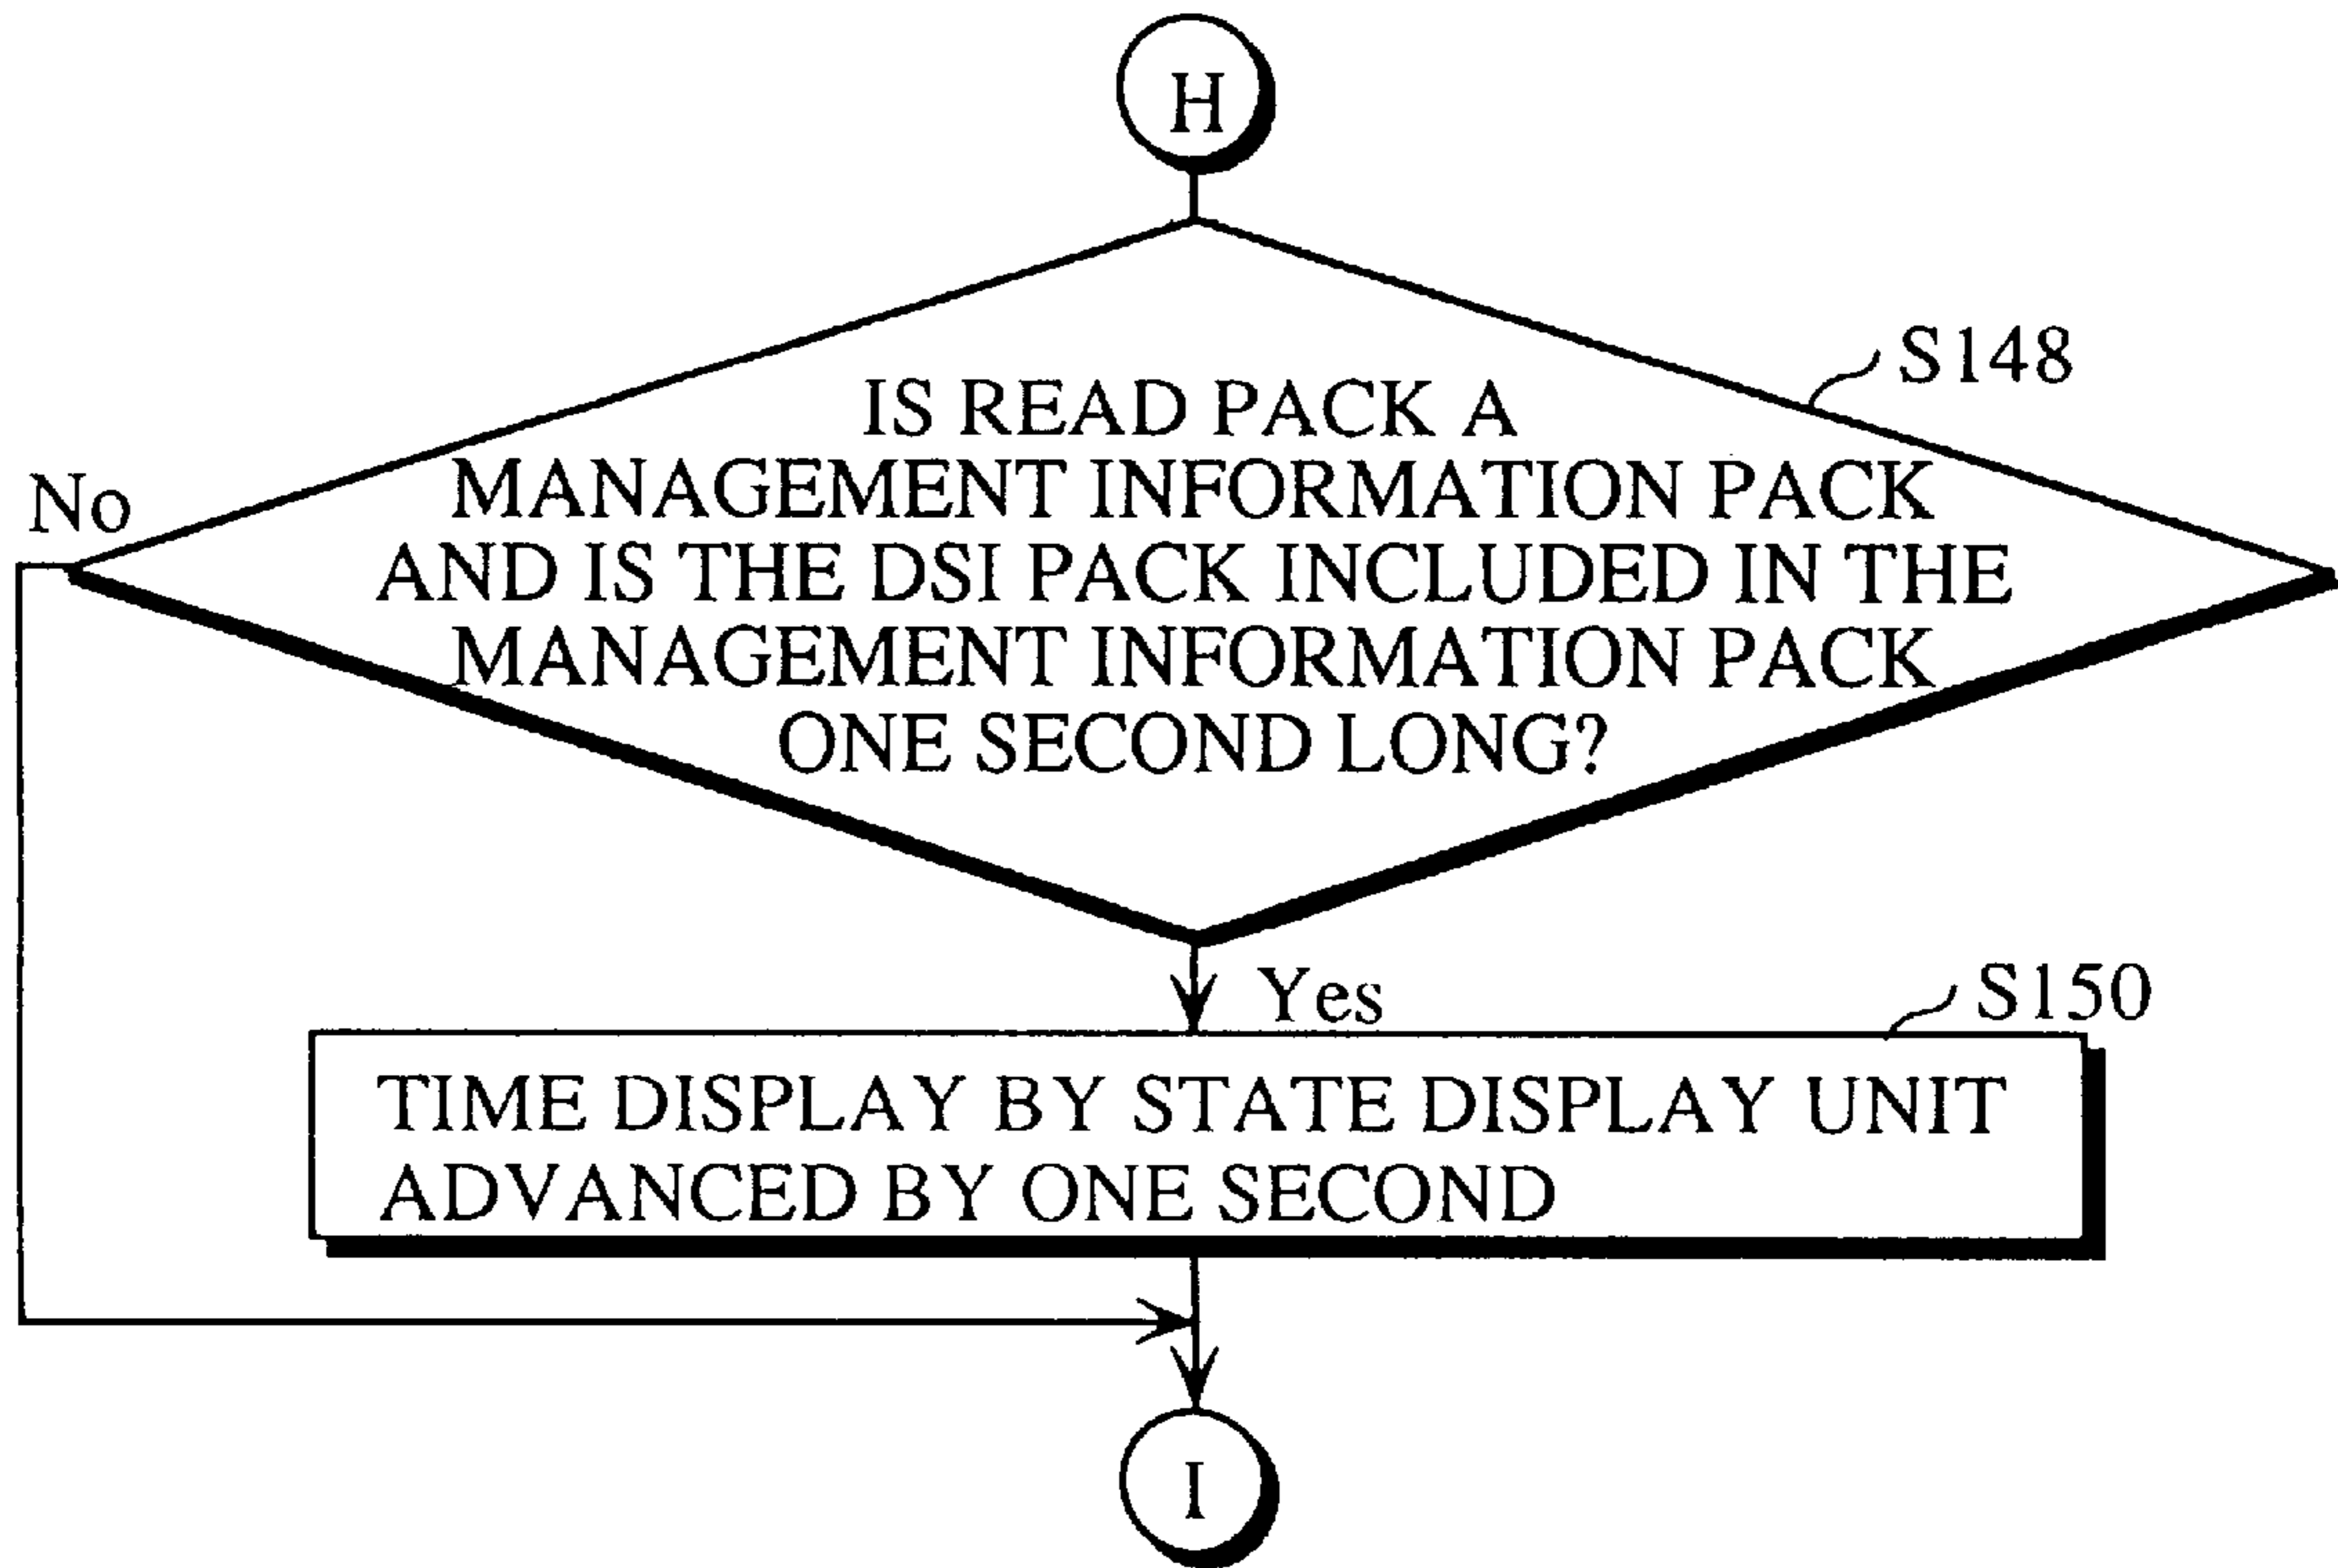 H
S148
IS READ PACK A
MANAGEMENT INFORMATION PACK
No
AND IS THE DSI PACK INCLUDED IN THE
MANAGEMENT INFORMATION PACK
ONE SECOND LONG?
Yes
S150
TIME DISPLAY BY STATE DISPLAY UNIT
ADVANCED BY ONE SECOND
I